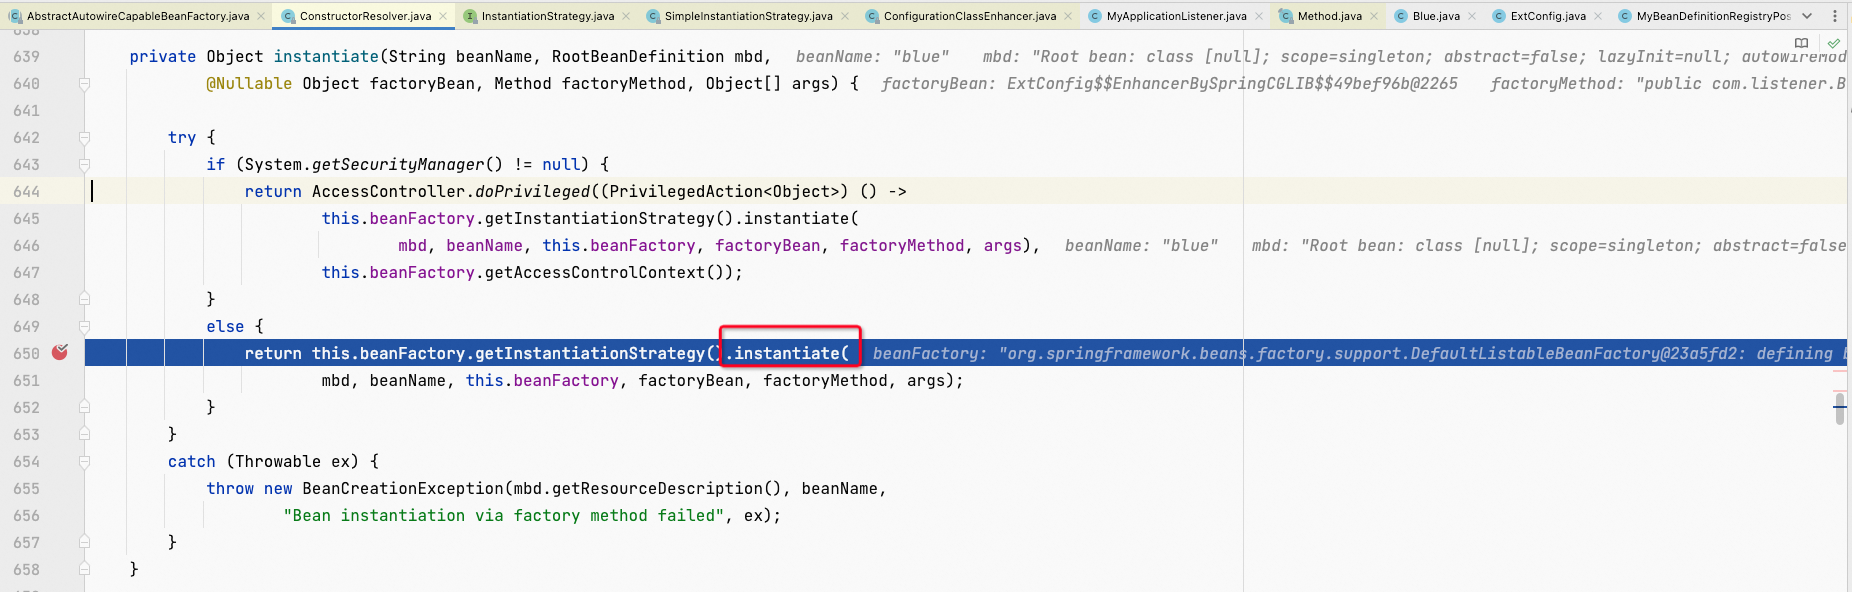 AbstractAutowireCapableBeanFactory.java ConstructorResolver.java InstantiationStrategy.java SimpleInstantiationStrategy.java ConfigurationClassEnhancer.java MyApplicationListener.java Method.java Blue.java ExtConfig.java MyBeanDefinitionRegistryPos
639 private Object instantiate(String beanName, RootBeanDefinition mbd, beanName: "blue" mbd: "Root bean: class [null]; scope=singleton; abstract=false; lazyInit=null; autowireMod
640 @Nullable Object factoryBean, Method factoryMethod, Object[] args) { factoryBean: ExtConfig$$EnhancerBySpringCGLIB$$49bef96b@2265 factoryMethod: "public com.listener.B
641
642 try {
643 if (System.getSecurityManager() != null) {
644 return AccessController.doPrivileged((PrivilegedAction<Object>) () ->
645 this.beanFactory.getInstantiationStrategy().instantiate(
646 mbd, beanName, this.beanFactory, factoryBean, factoryMethod, args), beanName: "blue" mbd: "Root bean: class [null]; scope=singleton; abstract=false
647 this.beanFactory.getAccessControlContext());
648 }
649 else {
650 return this.beanFactory.getInstantiationStrategy().instantiate( beanFactory: "org.springframework.beans.factory.support.DefaultListableBeanFactory@23a5fd2: defining
651 mbd, beanName, this.beanFactory, factoryBean, factoryMethod, args);
652 }
653 }
654 catch (Throwable ex) {
655 throw new BeanCreationException(mbd.getResourceDescription(), beanName,
656 "Bean instantiation via factory method failed", ex);
657 }
658 }